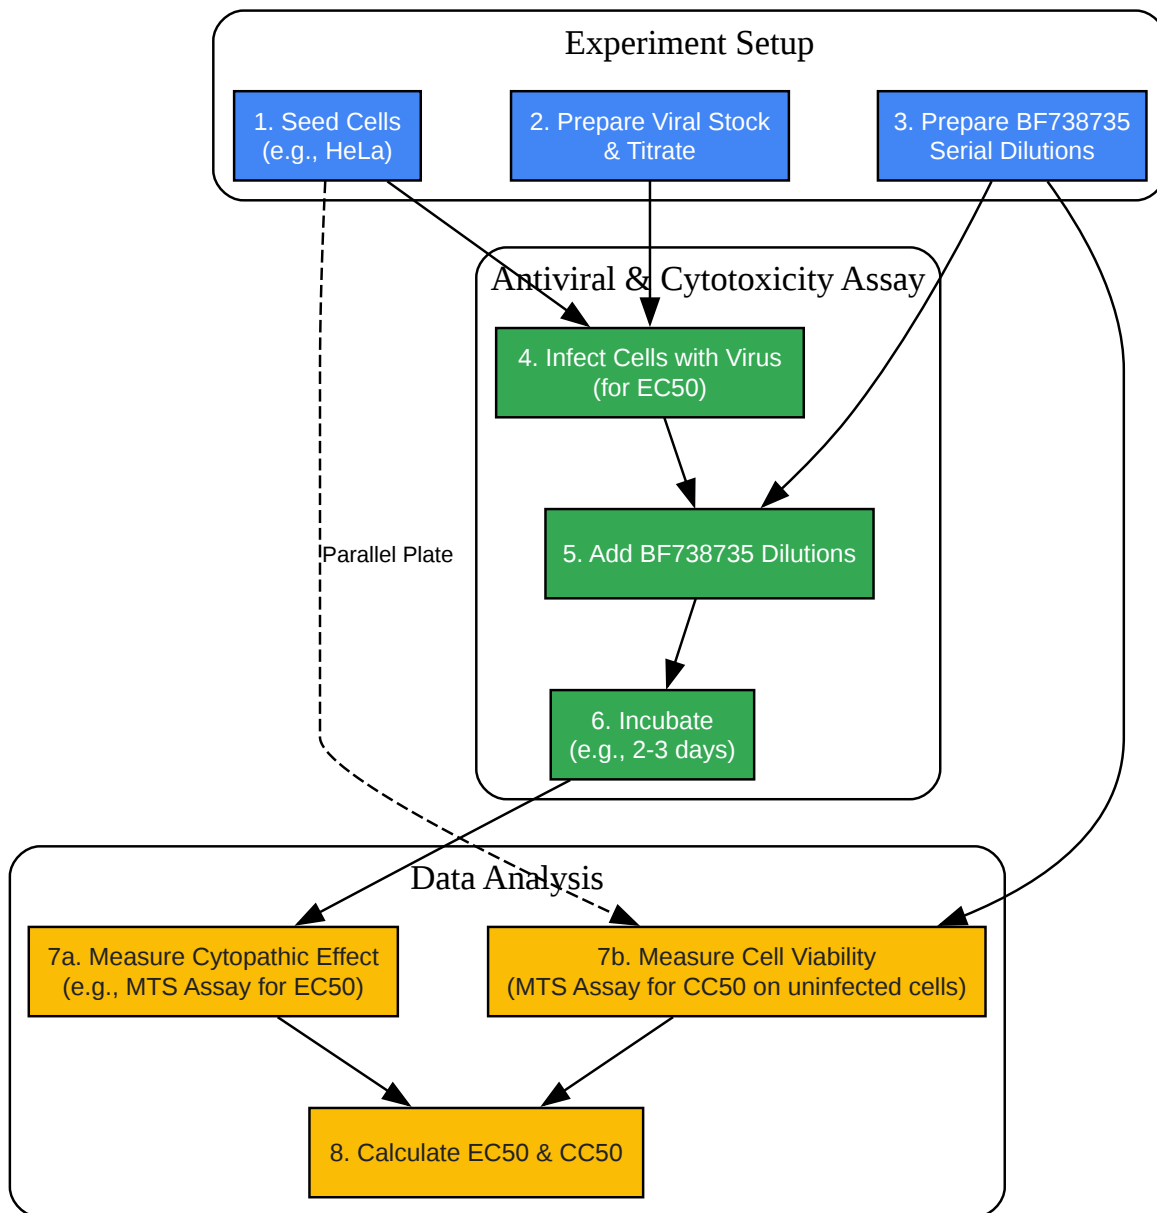 Experiment Setup
1. Seed Cells
(e.g., HeLa)
2. Prepare Viral Stock
& Titrate
3. Prepare BF738735
Serial Dilutions
Antiviral & Cytotoxicity Assay
4. Infect Cells with Virus
(for EC50)
Parallel Plate
5. Add BF738735 Dilutions
6. Incubate
(e.g., 2-3 days)
Data Analysis
7a. Measure Cytopathic Effect
(e.g., MTS Assay for EC50)
7b. Measure Cell Viability
(MTS Assay for CC50 on uninfected cells)
8. Calculate EC50 & CC50